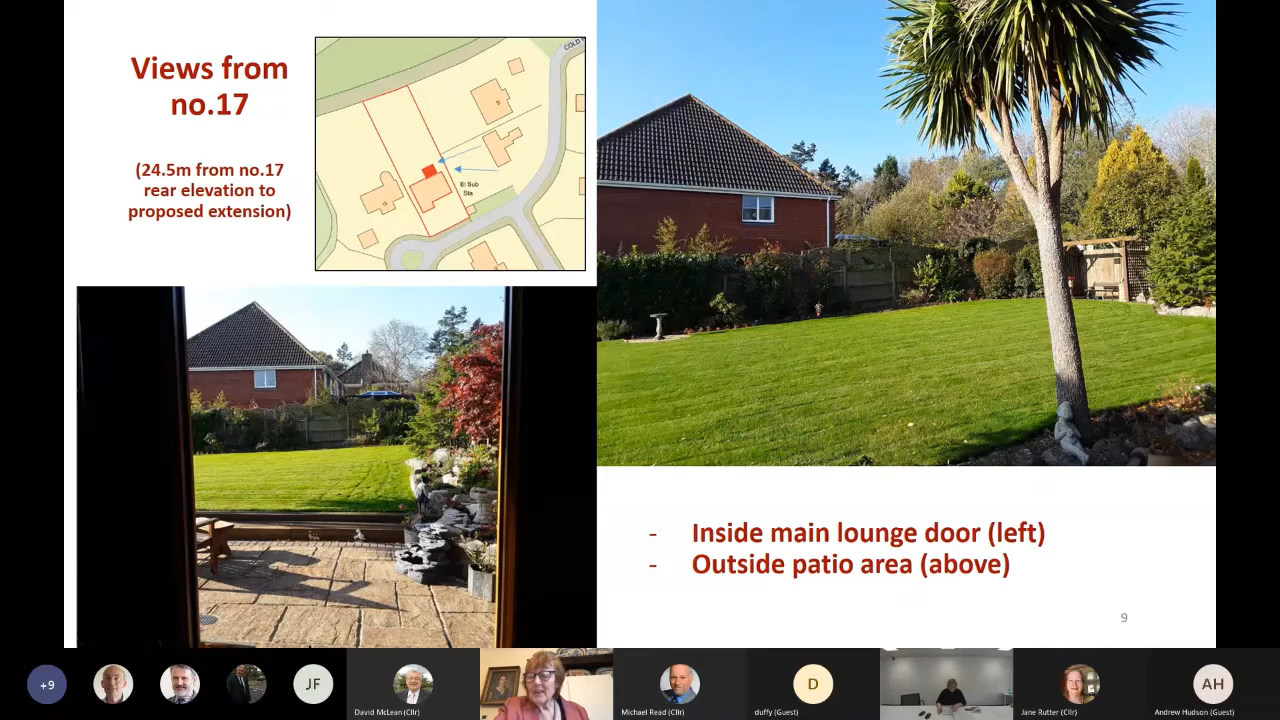 Views from
no.17
(24.5m from no.17
rear elevation to
proposed extension)
El Sub
Sta
- Inside main lounge door (left)
- Outside patio area (above)
9
+9
JF
David McLean (Cllr)
Michael Read (Cllr)
D
duffy (Guest)
Jane Rutter (Cllr)
AH
Andrew Hudson (Guest)